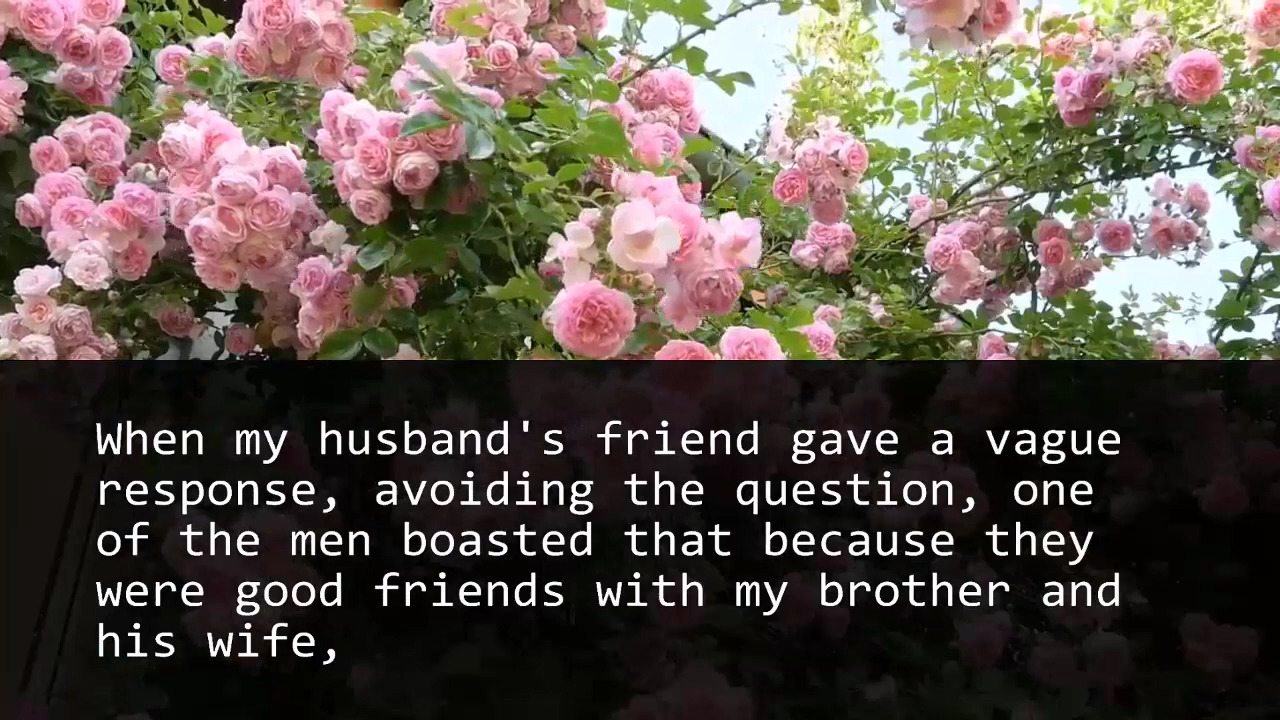 When my husband's friend gave a vague
response, avoiding the question, one
of the men boasted that because they
were good friends with my brother and
his wife,